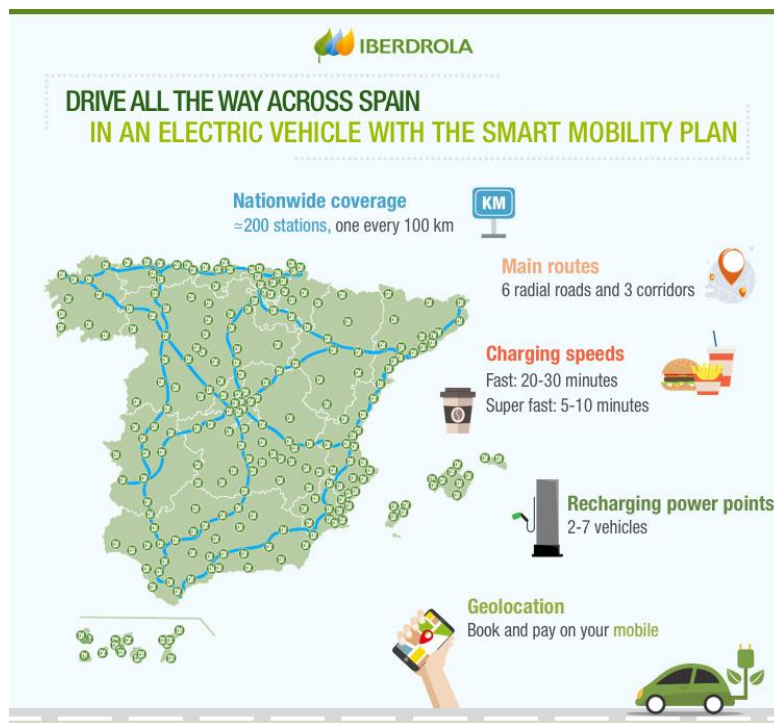 IBERDROLA
DRIVE ALL THE WAY ACROSS SPAIN
IN AN ELECTRIC VEHICLE WITH THE SMART MOBILITY PLAN
Nationwide coverage
≈200 stations, one every 100 km
KM
Main routes
6 radial roads and 3 corridors
Charging speeds
Fast: 20-30 minutes
Super fast: 5-10 minutes
Recharging power points
2-7 vehicles
Geolocation
Book and pay on your mobile